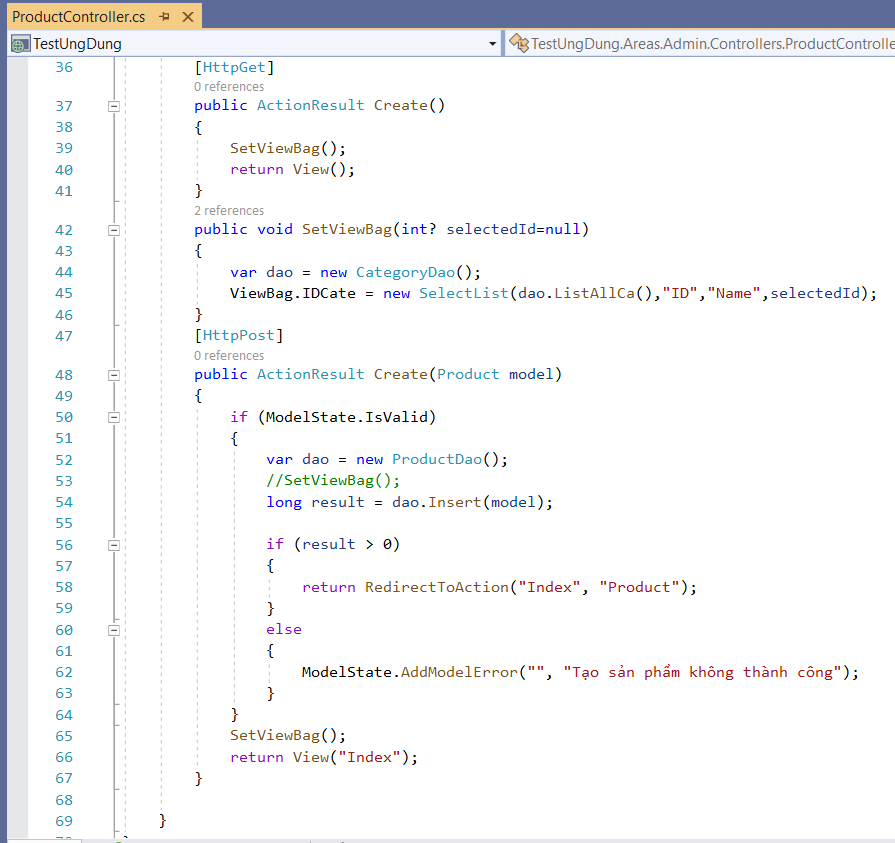 ProductController.cs
TestUngDung TestUngDung.Areas.Admin.Controllers.ProductControlle
36 [HttpGet]
0 references
37 public ActionResult Create()
38 {
39 SetViewBag();
40 return View();
41 }
2 references
42 public void SetViewBag(int? selectedId=null)
43 {
44 var dao = new CategoryDao();
45 ViewBag.IDCate = new SelectList(dao.ListAllCa(),"ID","Name",selectedId);
46 }
47 [HttpPost]
0 references
48 public ActionResult Create(Product model)
49 {
50 if (ModelState.IsValid)
51 {
52 var dao = new ProductDao();
53 //SetViewBag();
54 long result = dao.Insert(model);
55
56 if (result > 0)
57 {
58 return RedirectToAction("Index", "Product");
59 }
60 else
61 {
62 ModelState.AddModelError("", "Tạo sản phẩm không thành công");
63 }
64 }
65 SetViewBag();
66 return View("Index");
67 }
68
69 }